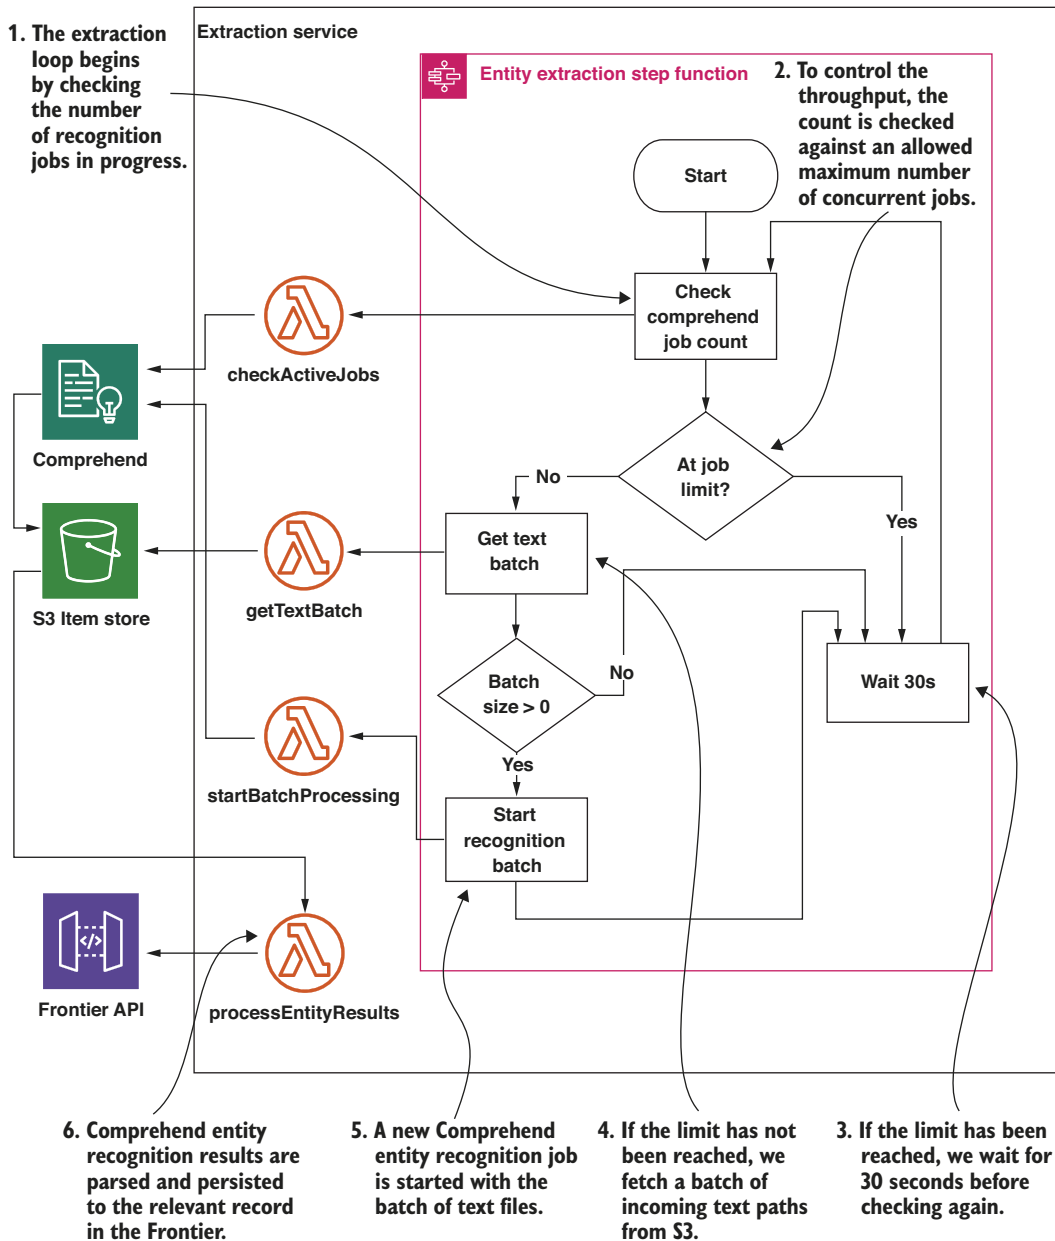 1. The extraction
loop begins
by checking
the number
of recognition
jobs in progress.
Extraction service
Entity extraction step function
2. To control the
throughput, the
count is checked
against an allowed
maximum number
of concurrent jobs.
Start
Check
comprehend
job count
checkActiveJobs
Comprehend
At job
limit?
No
Yes
Get text
batch
getTextBatch
S3 Item store
Batch
size > 0
No
Wait 30s
Yes
startBatchProcessing
Start
recognition
batch
</>
Frontier API
processEntityResults
6. Comprehend entity
recognition results are
parsed and persisted
to the relevant record
in the Frontier.
5. A new Comprehend
entity recognition job
is started with the
batch of text files.
4. If the limit has not
been reached, we
fetch a batch of
incoming text paths
from S3.
3. If the limit has been
reached, we wait for
30 seconds before
checking again.